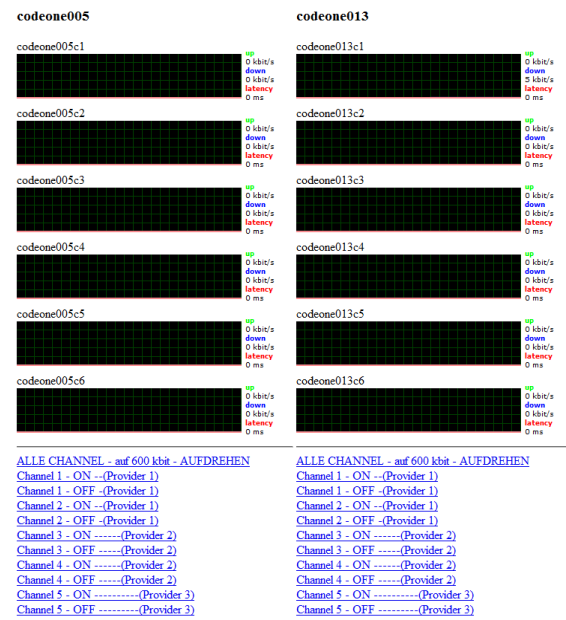 codeone005
codeone005c1
up
0 kbit/s
down
0 kbit/s
latency
0 ms
codeone005c2
up
0 kbit/s
down
0 kbit/s
latency
0 ms
codeone005c3
up
0 kbit/s
down
0 kbit/s
latency
0 ms
codeone005c4
up
0 kbit/s
down
0 kbit/s
latency
0 ms
codeone005c5
up
0 kbit/s
down
0 kbit/s
latency
0 ms
codeone005c6
up
0 kbit/s
down
0 kbit/s
latency
0 ms
ALLE CHANNEL - auf 600 kbit - AUFDREHEN
Channel 1 - ON --(Provider 1)
Channel 1 - OFF -(Provider 1)
Channel 2 - ON --(Provider 1)
Channel 2 - OFF -(Provider 1)
Channel 3 - ON ------(Provider 2)
Channel 3 - OFF -----(Provider 2)
Channel 4 - ON ------(Provider 2)
Channel 4 - OFF -----(Provider 2)
Channel 5 - ON ----------(Provider 3)
Channel 5 - OFF ---------(Provider 3)
codeone013
codeone013c1
up
0 kbit/s
down
5 kbit/s
latency
0 ms
codeone013c2
up
0 kbit/s
down
0 kbit/s
latency
0 ms
codeone013c3
up
0 kbit/s
down
0 kbit/s
latency
0 ms
codeone013c4
up
0 kbit/s
down
0 kbit/s
latency
0 ms
codeone013c5
up
0 kbit/s
down
0 kbit/s
latency
0 ms
codeone013c6
up
0 kbit/s
down
0 kbit/s
latency
0 ms
ALLE CHANNEL - auf 600 kbit - AUFDREHEN
Channel 1 - ON --(Provider 1)
Channel 1 - OFF -(Provider 1)
Channel 2 - ON --(Provider 1)
Channel 2 - OFF -(Provider 1)
Channel 3 - ON ------(Provider 2)
Channel 3 - OFF -----(Provider 2)
Channel 4 - ON ------(Provider 2)
Channel 4 - OFF -----(Provider 2)
Channel 5 - ON ----------(Provider 3)
Channel 5 - OFF ---------(Provider 3)